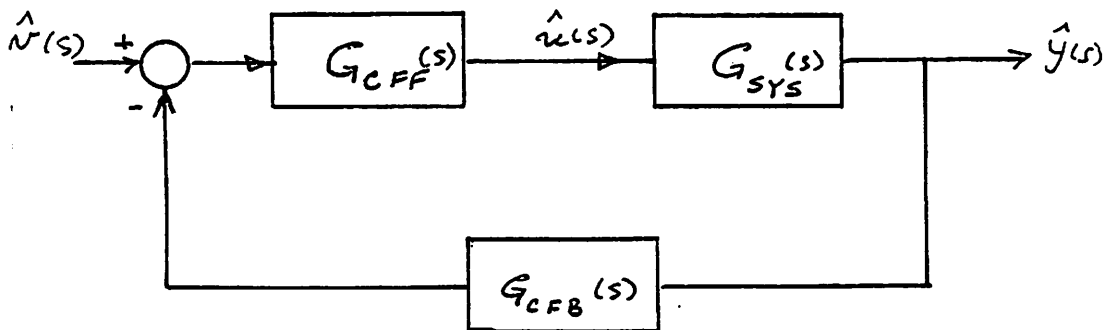 v̂(s)
+
-
G_CFF(s)
û(s)
G_SYS(s)
ŷ(s)
G_CFB(s)